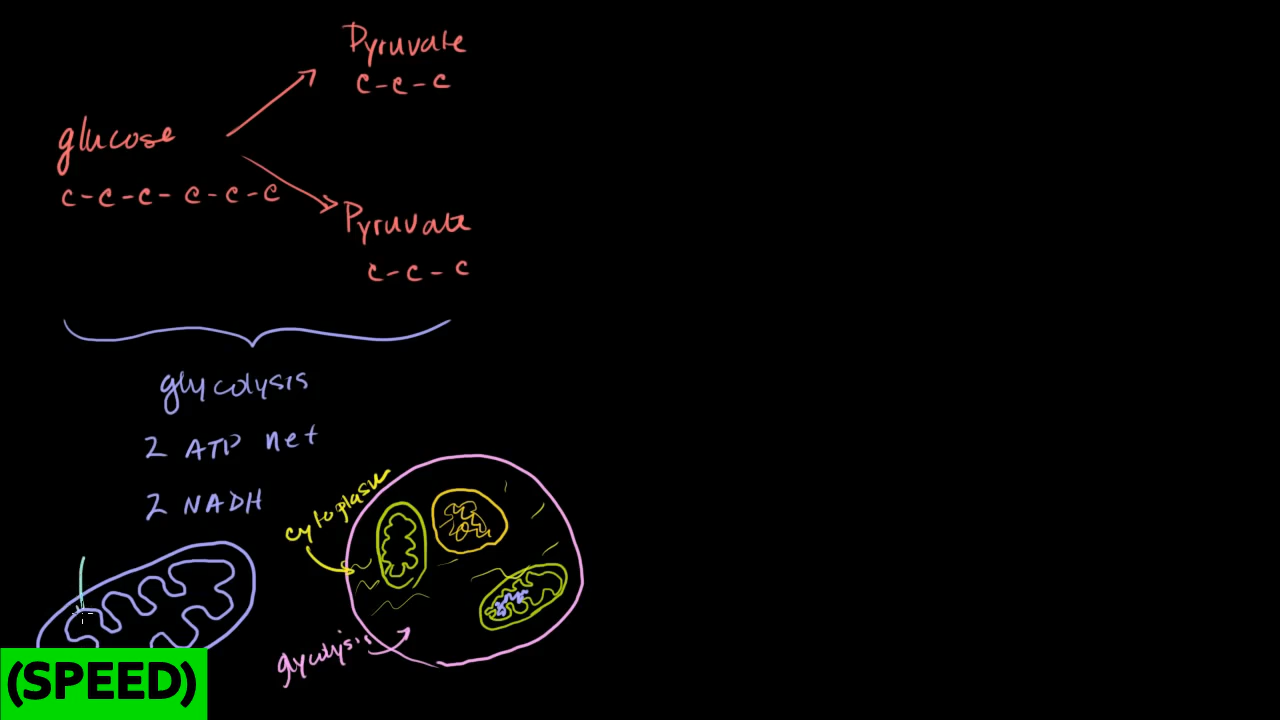 Pyruvate
c-c-c
glucose
c-c-c-c-c-c
Pyruvate
c-c-c
glycolysis
2 ATP net
2 NADH
cytoplasm
glycolysis
(SPEED)